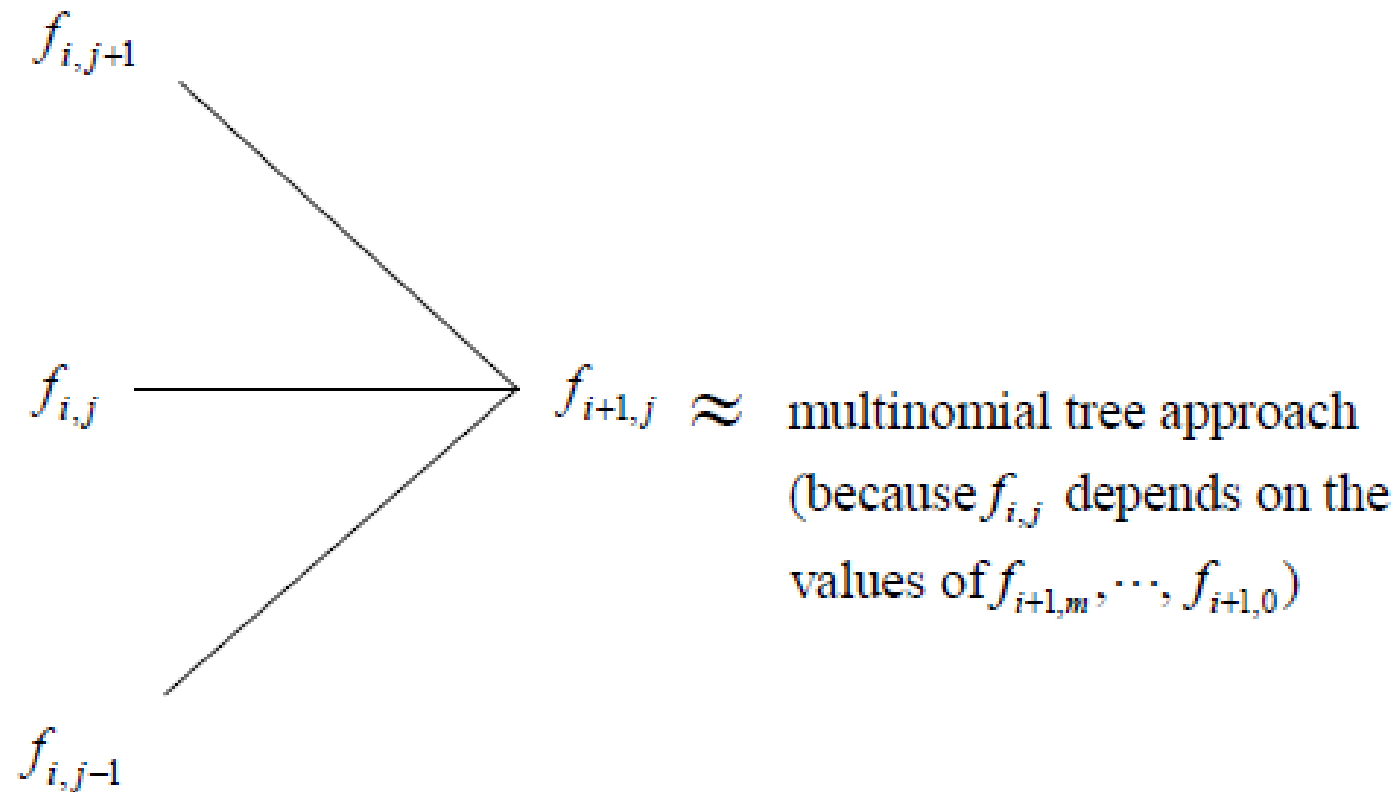 f_{i,j+1}
f_{i,j} f_{i+1,j} ≈ multinomial tree approach
(because f_{i,j} depends on the
values of f_{i+1,m}, ⋯, f_{i+1,0})
f_{i,j−1}